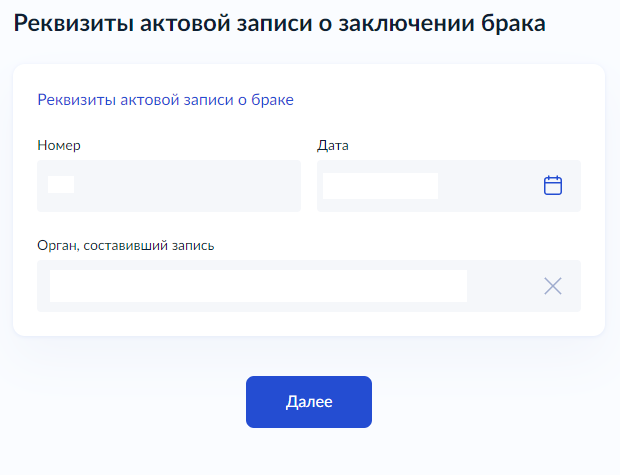 Реквизиты актовой записи о заключении брака
Реквизиты актовой записи о браке
Номер
Дата
Орган, составивший запись
Далее